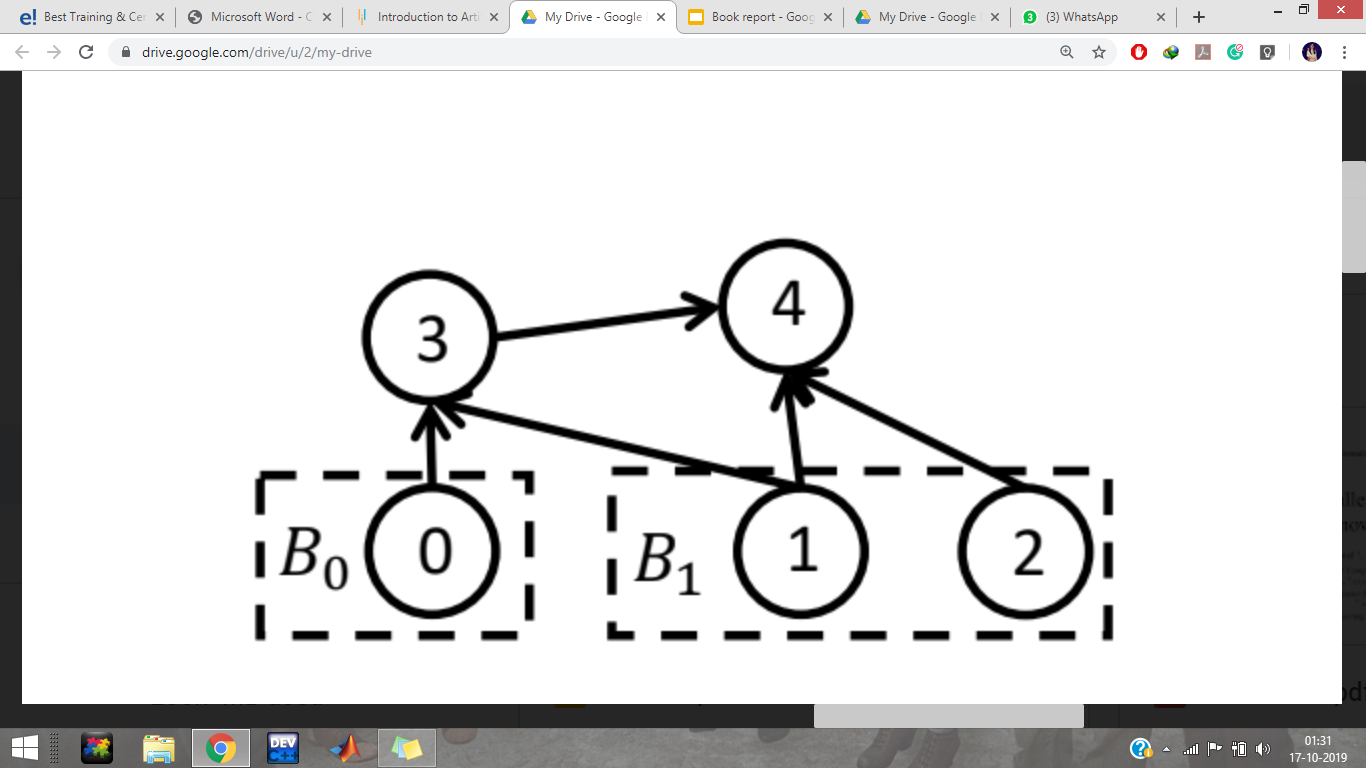 e! Best Training & Cer
Microsoft Word - C
Introduction to Arti
My Drive - Google
Book report - Goog
My Drive - Google
3 (3) WhatsApp
drive.google.com/drive/u/2/my-drive
4
3
B0 0
B1 1 2
DEV
C++
01:31
17-10-2019